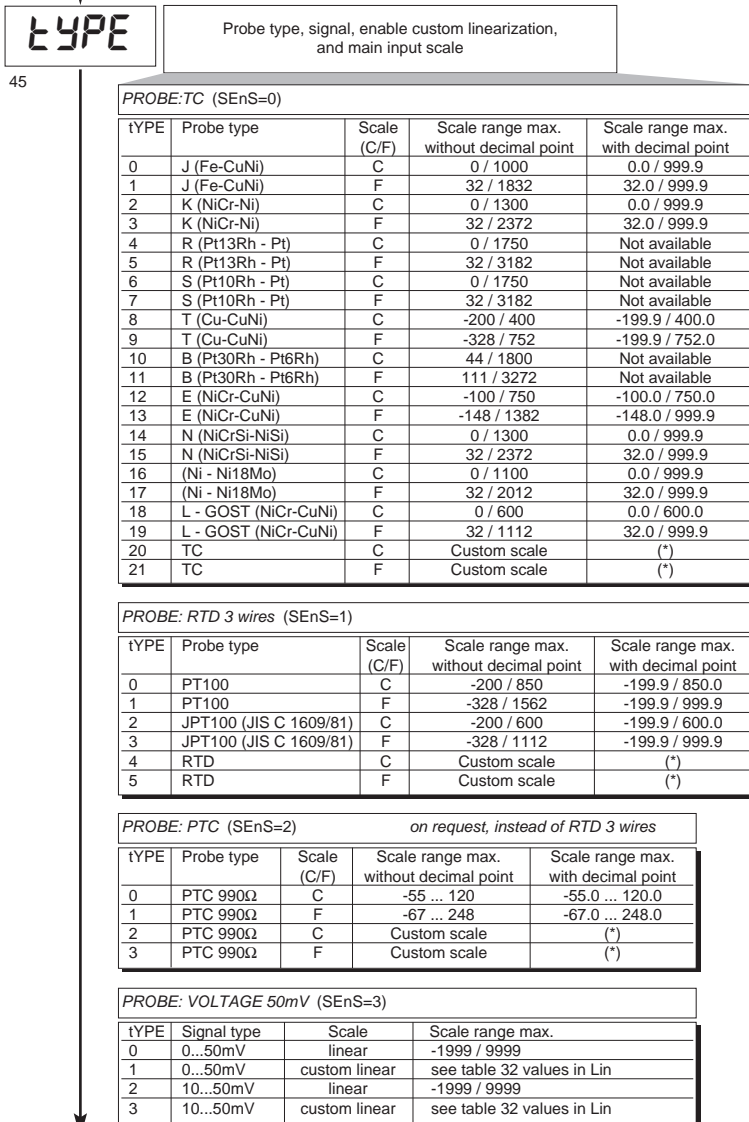 tYPE
Probe type, signal, enable custom linearization,
and main input scale
45
PROBE:TC (SEnS=0)
tYPE Probe type Scale Scale range max. Scale range max.
(C/F) without decimal point with decimal point
0 J (Fe-CuNi) C 0 / 1000 0.0 / 999.9
1 J (Fe-CuNi) F 32 / 1832 32.0 / 999.9
2 K (NiCr-Ni) C 0 / 1300 0.0 / 999.9
3 K (NiCr-Ni) F 32 / 2372 32.0 / 999.9
4 R (Pt13Rh - Pt) C 0 / 1750 Not available
5 R (Pt13Rh - Pt) F 32 / 3182 Not available
6 S (Pt10Rh - Pt) C 0 / 1750 Not available
7 S (Pt10Rh - Pt) F 32 / 3182 Not available
8 T (Cu-CuNi) C -200 / 400 -199.9 / 400.0
9 T (Cu-CuNi) F -328 / 752 -199.9 / 752.0
10 B (Pt30Rh - Pt6Rh) C 44 / 1800 Not available
11 B (Pt30Rh - Pt6Rh) F 111 / 3272 Not available
12 E (NiCr-CuNi) C -100 / 750 -100.0 / 750.0
13 E (NiCr-CuNi) F -148 / 1382 -148.0 / 999.9
14 N (NiCrSi-NiSi) C 0 / 1300 0.0 / 999.9
15 N (NiCrSi-NiSi) F 32 / 2372 32.0 / 999.9
16 (Ni - Ni18Mo) C 0 / 1100 0.0 / 999.9
17 (Ni - Ni18Mo) F 32 / 2012 32.0 / 999.9
18 L - GOST (NiCr-CuNi) C 0 / 600 0.0 / 600.0
19 L - GOST (NiCr-CuNi) F 32 / 1112 32.0 / 999.9
20 TC C Custom scale (*)
21 TC F Custom scale (*)
PROBE: RTD 3 wires (SEnS=1)
tYPE Probe type Scale Scale range max. Scale range max.
(C/F) without decimal point with decimal point
0 PT100 C -200 / 850 -199.9 / 850.0
1 PT100 F -328 / 1562 -199.9 / 999.9
2 JPT100 (JIS C 1609/81) C -200 / 600 -199.9 / 600.0
3 JPT100 (JIS C 1609/81) F -328 / 1112 -199.9 / 999.9
4 RTD C Custom scale (*)
5 RTD F Custom scale (*)
PROBE: PTC (SEnS=2) on request, instead of RTD 3 wires
tYPE Probe type Scale Scale range max. Scale range max.
(C/F) without decimal point with decimal point
0 PTC 990Ω C -55 ... 120 -55.0 ... 120.0
1 PTC 990Ω F -67 ... 248 -67.0 ... 248.0
2 PTC 990Ω C Custom scale (*)
3 PTC 990Ω F Custom scale (*)
PROBE: VOLTAGE 50mV (SEnS=3)
tYPE Signal type Scale Scale range max.
0 0...50mV linear -1999 / 9999
1 0...50mV custom linear see table 32 values in Lin
2 10...50mV linear -1999 / 9999
3 10...50mV custom linear see table 32 values in Lin